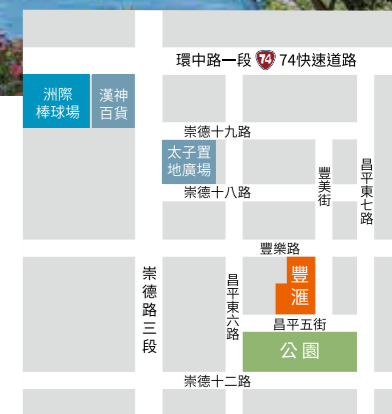 環中路一段 74 74快速道路
洲際
棒球場
漢神
百貨
崇德十九路
太子置
地廣場
崇德十八路
豐美街
昌平東七路
豐樂路
崇德路三段
昌平東六路
豐
滙
昌平五街
公園
崇德十二路